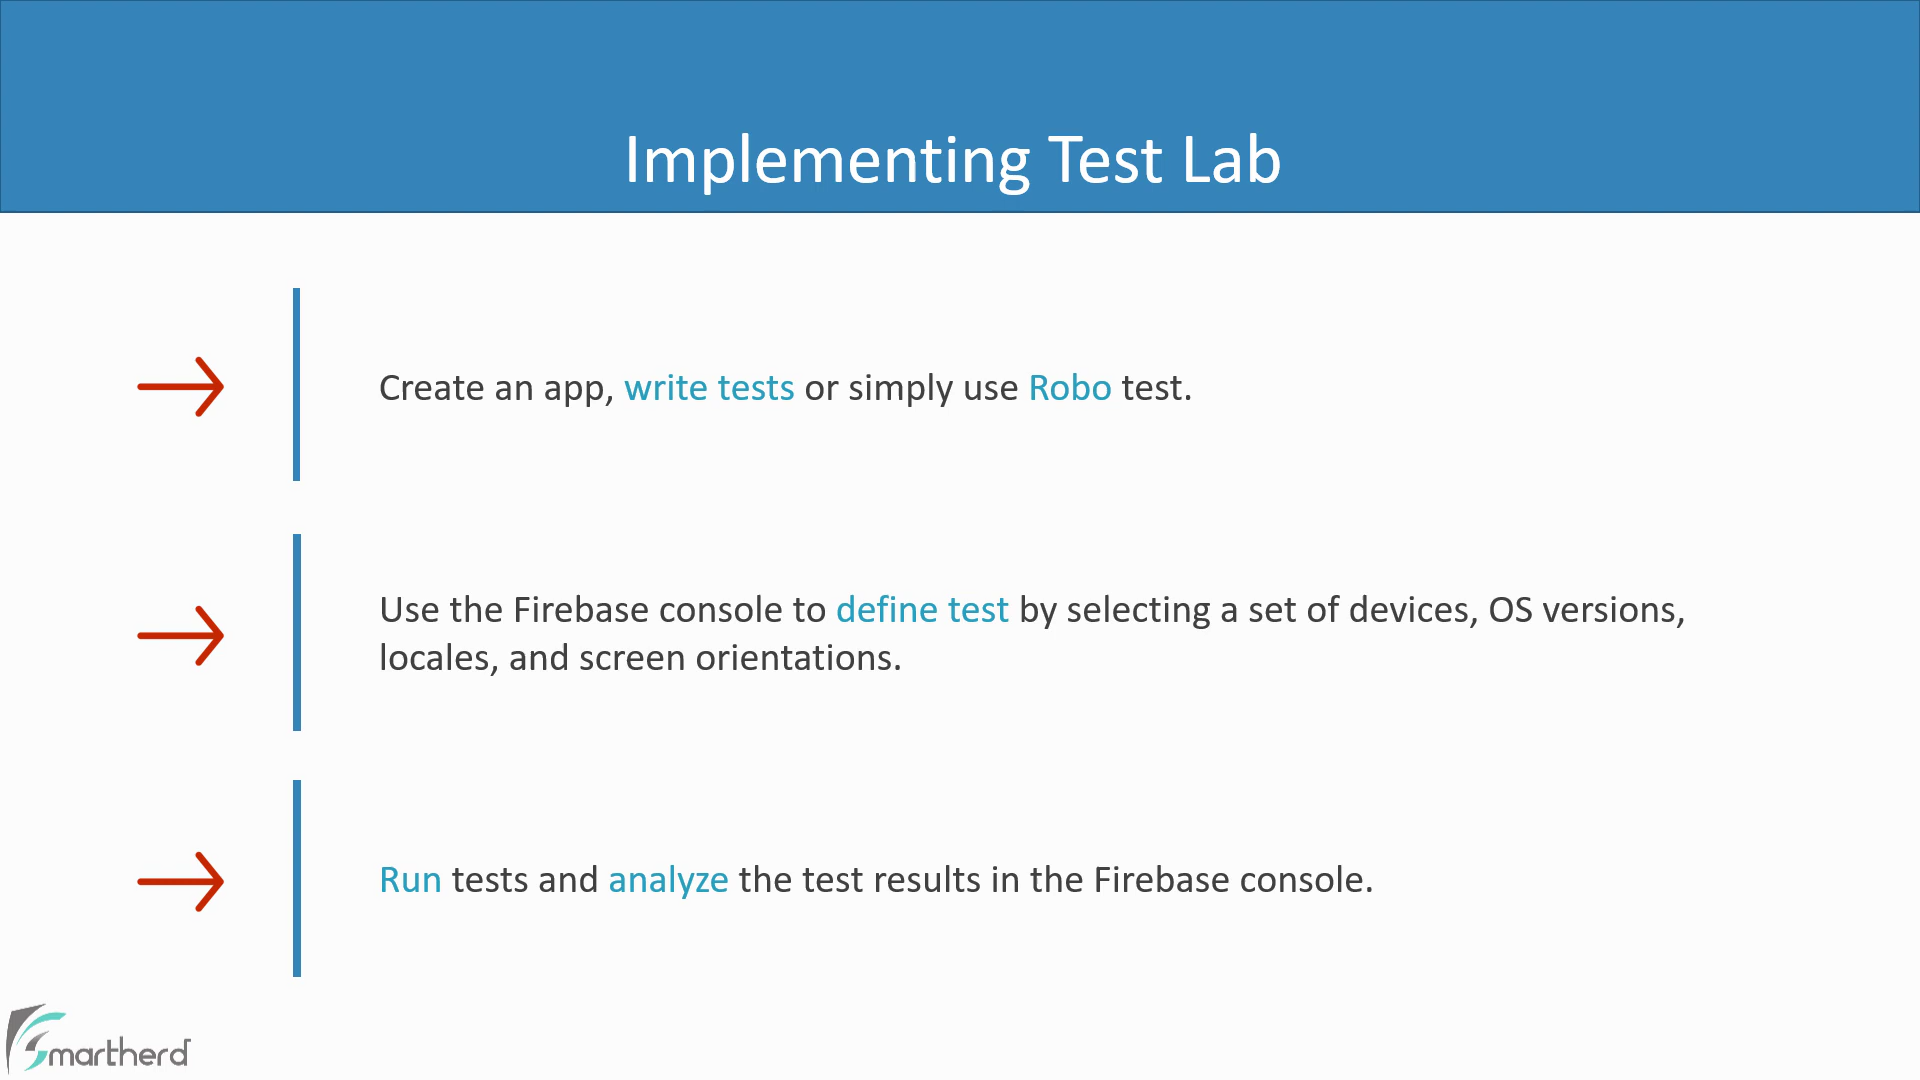 Implementing Test Lab
Create an app, write tests or simply use Robo test.
Use the Firebase console to define test by selecting a set of devices, OS versions,
locales, and screen orientations.
Run tests and analyze the test results in the Firebase console.
Smartherd